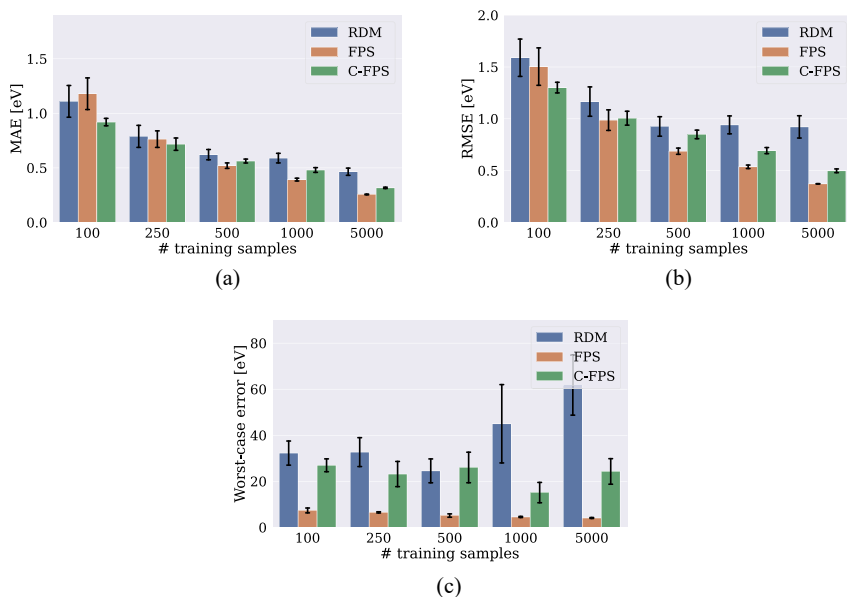 MAE [eV]
1.5
1.0
0.5
0.0
RDM
FPS
C-FPS
100 250 500 1000 5000
# training samples
(a)
RMSE [eV]
2.0
1.5
1.0
0.5
0.0
RDM
FPS
C-FPS
100 250 500 1000 5000
# training samples
(b)
Worst-case error [eV]
80
60
40
20
0
RDM
FPS
C-FPS
100 250 500 1000 5000
# training samples
(c)